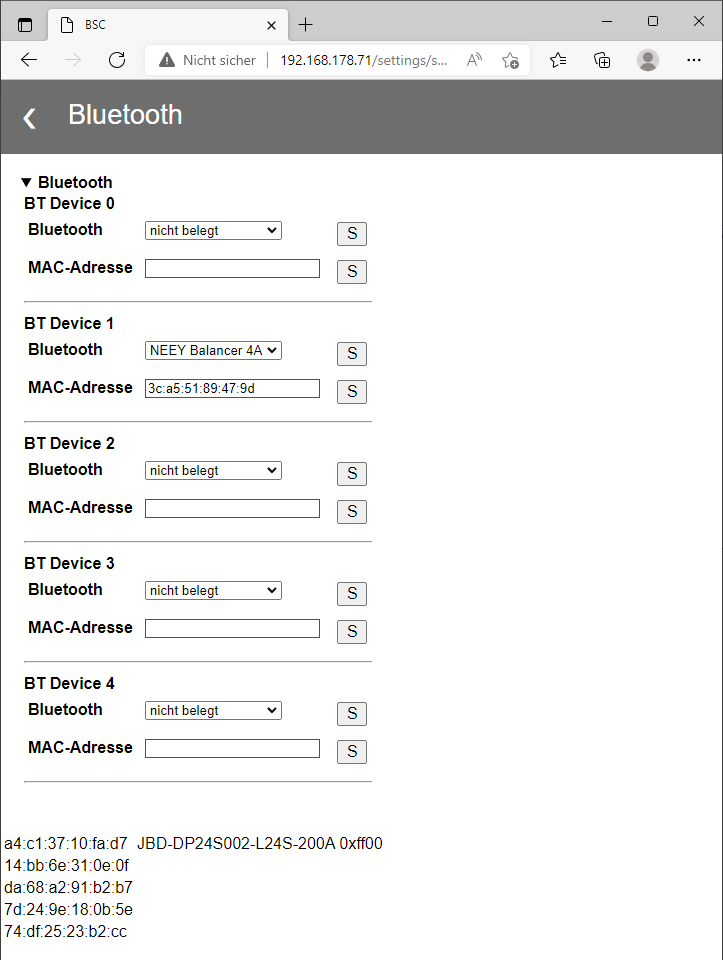 BSC
Nicht sicher 192.168.178.71/settings/s...
Bluetooth
Bluetooth
BT Device 0
Bluetooth nicht belegt S
MAC-Adresse S
BT Device 1
Bluetooth NEEY Balancer 4A S
MAC-Adresse 3c:a5:51:89:47:9d S
BT Device 2
Bluetooth nicht belegt S
MAC-Adresse S
BT Device 3
Bluetooth nicht belegt S
MAC-Adresse S
BT Device 4
Bluetooth nicht belegt S
MAC-Adresse S
a4:c1:37:10:fa:d7 JBD-DP24S002-L24S-200A 0xff00
14:bb:6e:31:0e:0f
da:68:a2:91:b2:b7
7d:24:9e:18:0b:5e
74:df:25:23:b2:cc